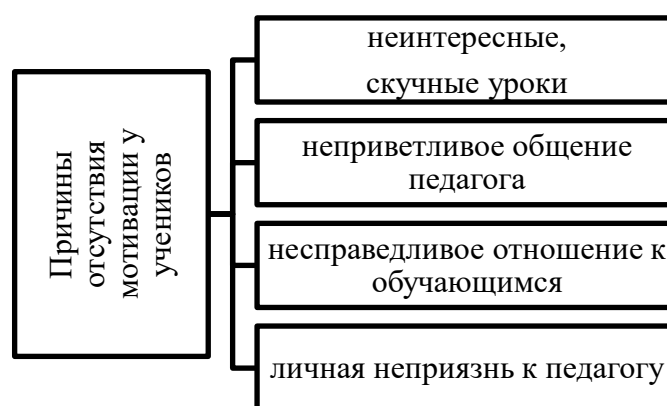 Причины
отсутствия
мотивации у
учеников
неинтересные,
скучные уроки
неприветливое общение
педагога
несправедливое отношение к
обучающимся
личная неприязнь к педагогу